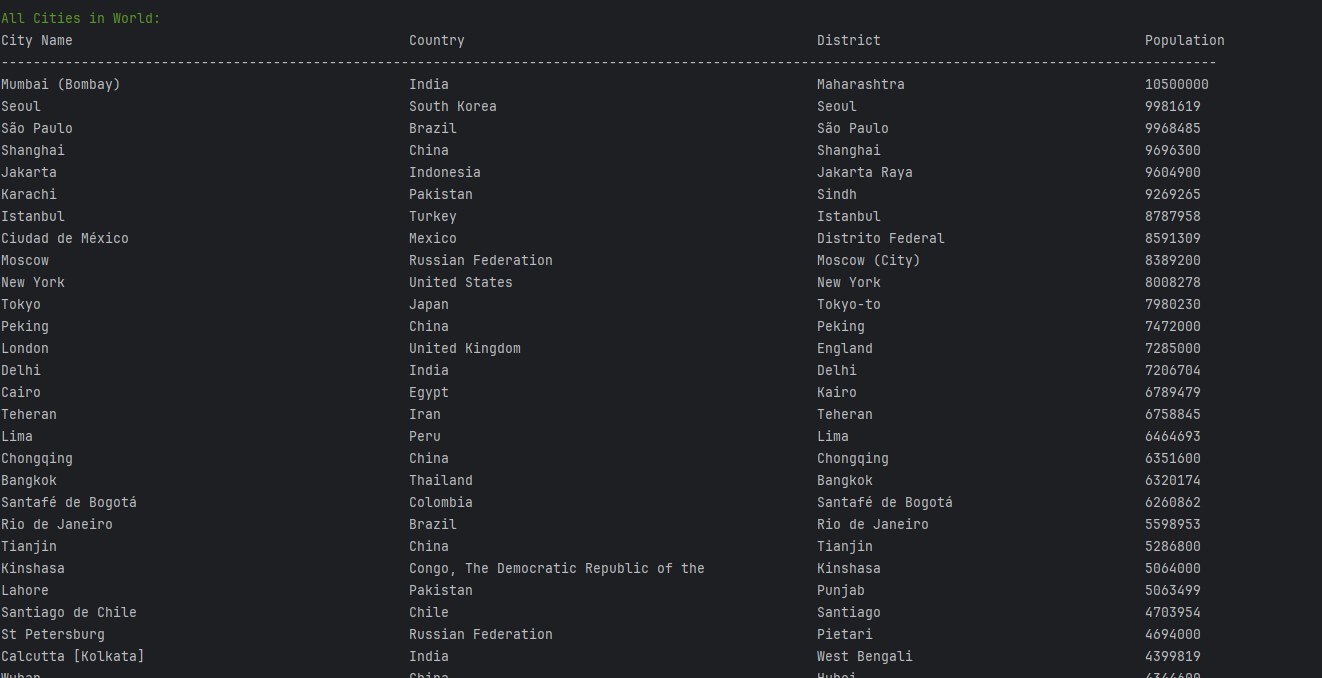 All Cities in World:
City Name Country District Population
--------------------------------------------------------------------------------------------------------------------------------------------------------
Mumbai (Bombay) India Maharashtra 10500000
Seoul South Korea Seoul 9981619
São Paulo Brazil São Paulo 9968485
Shanghai China Shanghai 9696300
Jakarta Indonesia Jakarta Raya 9604900
Karachi Pakistan Sindh 9269265
Istanbul Turkey Istanbul 8787958
Ciudad de México Mexico Distrito Federal 8591309
Moscow Russian Federation Moscow (City) 8389200
New York United States New York 8008278
Tokyo Japan Tokyo-to 7980230
Peking China Peking 7472000
London United Kingdom England 7285000
Delhi India Delhi 7206704
Cairo Egypt Kairo 6789479
Teheran Iran Teheran 6758845
Lima Peru Lima 6464693
Chongqing China Chongqing 6351600
Bangkok Thailand Bangkok 6320174
Santafé de Bogotá Colombia Santafé de Bogotá 6260862
Rio de Janeiro Brazil Rio de Janeiro 5598953
Tianjin China Tianjin 5286800
Kinshasa Congo, The Democratic Republic of the Kinshasa 5064000
Lahore Pakistan Punjab 5063499
Santiago de Chile Chile Santiago 4703954
St Petersburg Russian Federation Pietari 4694000
Calcutta [Kolkata] India West Bengali 4399819
Wuhan China Hubei 4344600